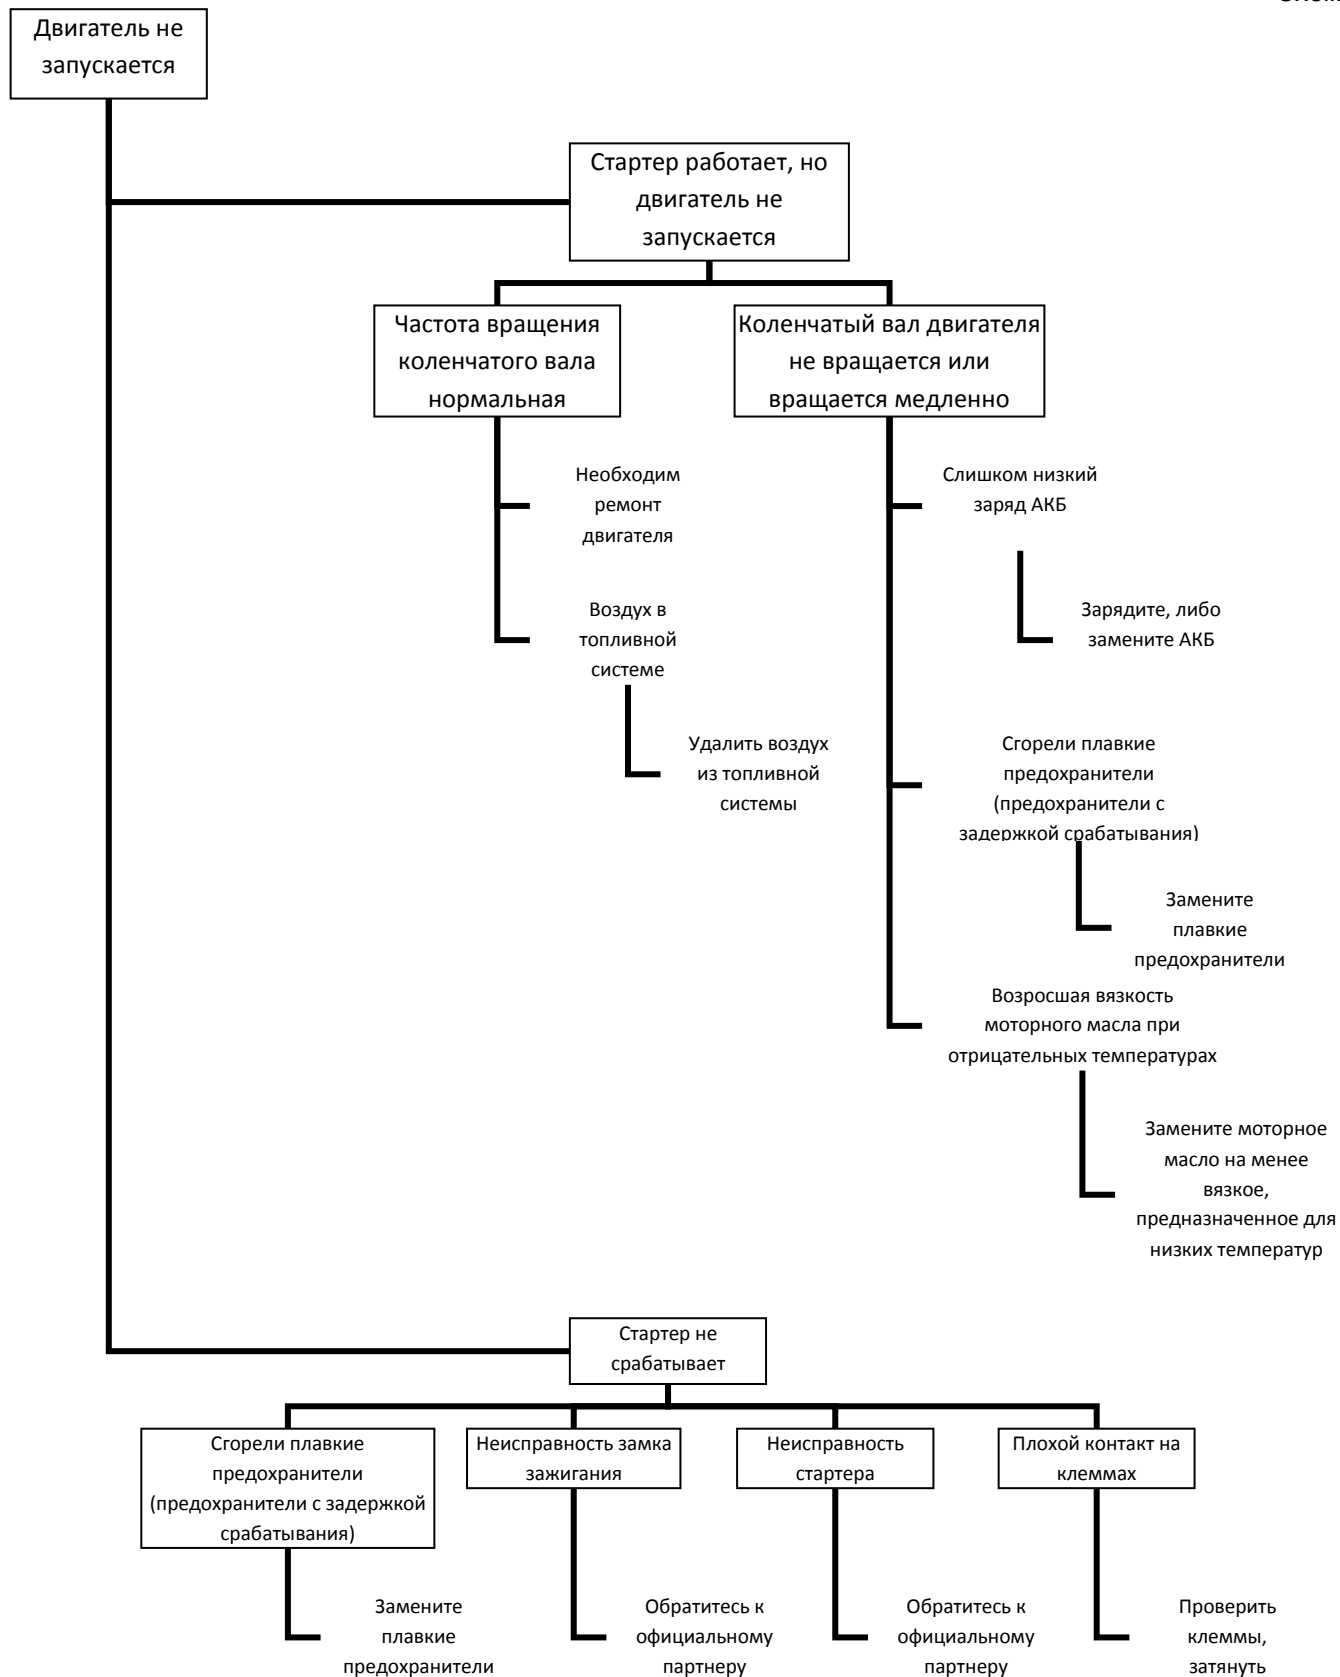 Двигатель не
запускается
Стартер работает, но
двигатель не
запускается
Частота вращения
коленчатого вала
нормальная
Коленчатый вал двигателя
не вращается или
вращается медленно
Необходим
ремонт
двигателя
Слишком низкий
заряд АКБ
Воздух в
топливной
системе
Зарядите, либо
замените АКБ
Удалить воздух
из топливной
системы
Сгорели плавкие
предохранители
(предохранители с
задержкой срабатывания)
Замените
плавкие
предохранители
Возросшая вязкость
моторного масла при
отрицательных температурах
Замените моторное
масло на менее
вязкое,
предназначенное для
низких температур
Стартер не
срабатывает
Сгорели плавкие
предохранители
(предохранители с задержкой
срабатывания)
Неисправность замка
зажигания
Неисправность
стартера
Плохой контакт на
клеммах
Замените
плавкие
предохранители
Обратитесь к
официальному
партнеру
Обратитесь к
официальному
партнеру
Проверить
клеммы,
затянуть